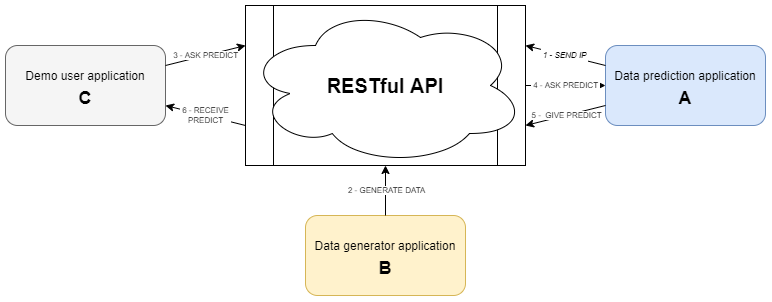 3 - ASK PREDICT
1 - SEND IP
Demo user application
C
RESTful API
Data prediction application
A
4 - ASK PREDICT
6 - RECEIVE
PREDICT
5 -  GIVE PREDICT
2 - GENERATE DATA
Data generator application
B